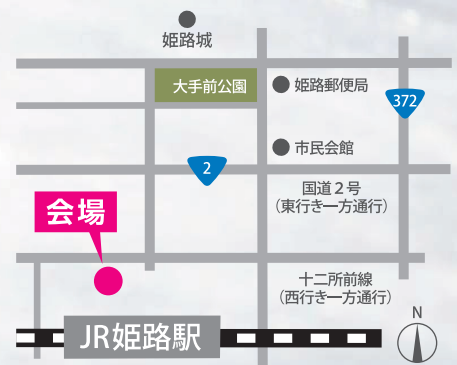 姫路城
大手前公園
姫路郵便局
372
市民会館
2
国道２号
（東行き一方通行）
会場
十二所前線
（西行き一方通行）
N
JR姫路駅